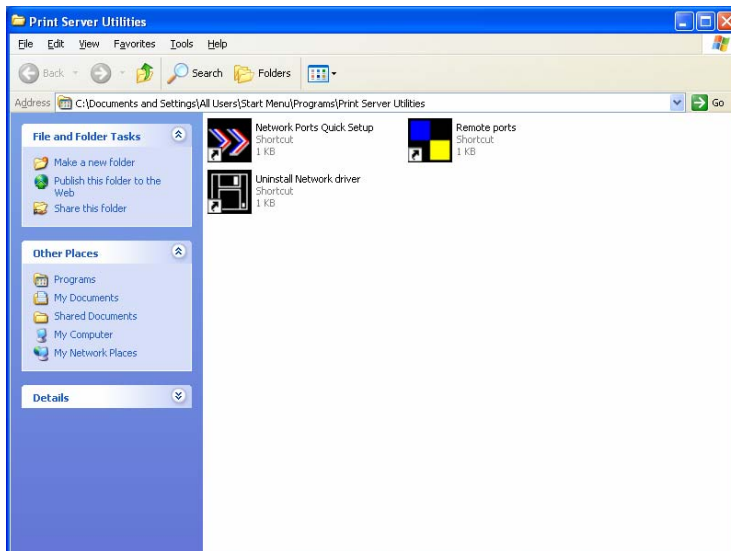 Print Server Utilities
File Edit View Favorites Tools Help
Back Search Folders
Address C:\Documents and Settings\All Users\Start Menu\Programs\Print Server Utilities Go
File and Folder Tasks
Make a new folder
Publish this folder to the
Web
Share this folder
Other Places
Programs
My Documents
Shared Documents
My Computer
My Network Places
Details
Network Ports Quick Setup
Shortcut
1 KB
Remote ports
Shortcut
1 KB
Uninstall Network driver
Shortcut
1 KB